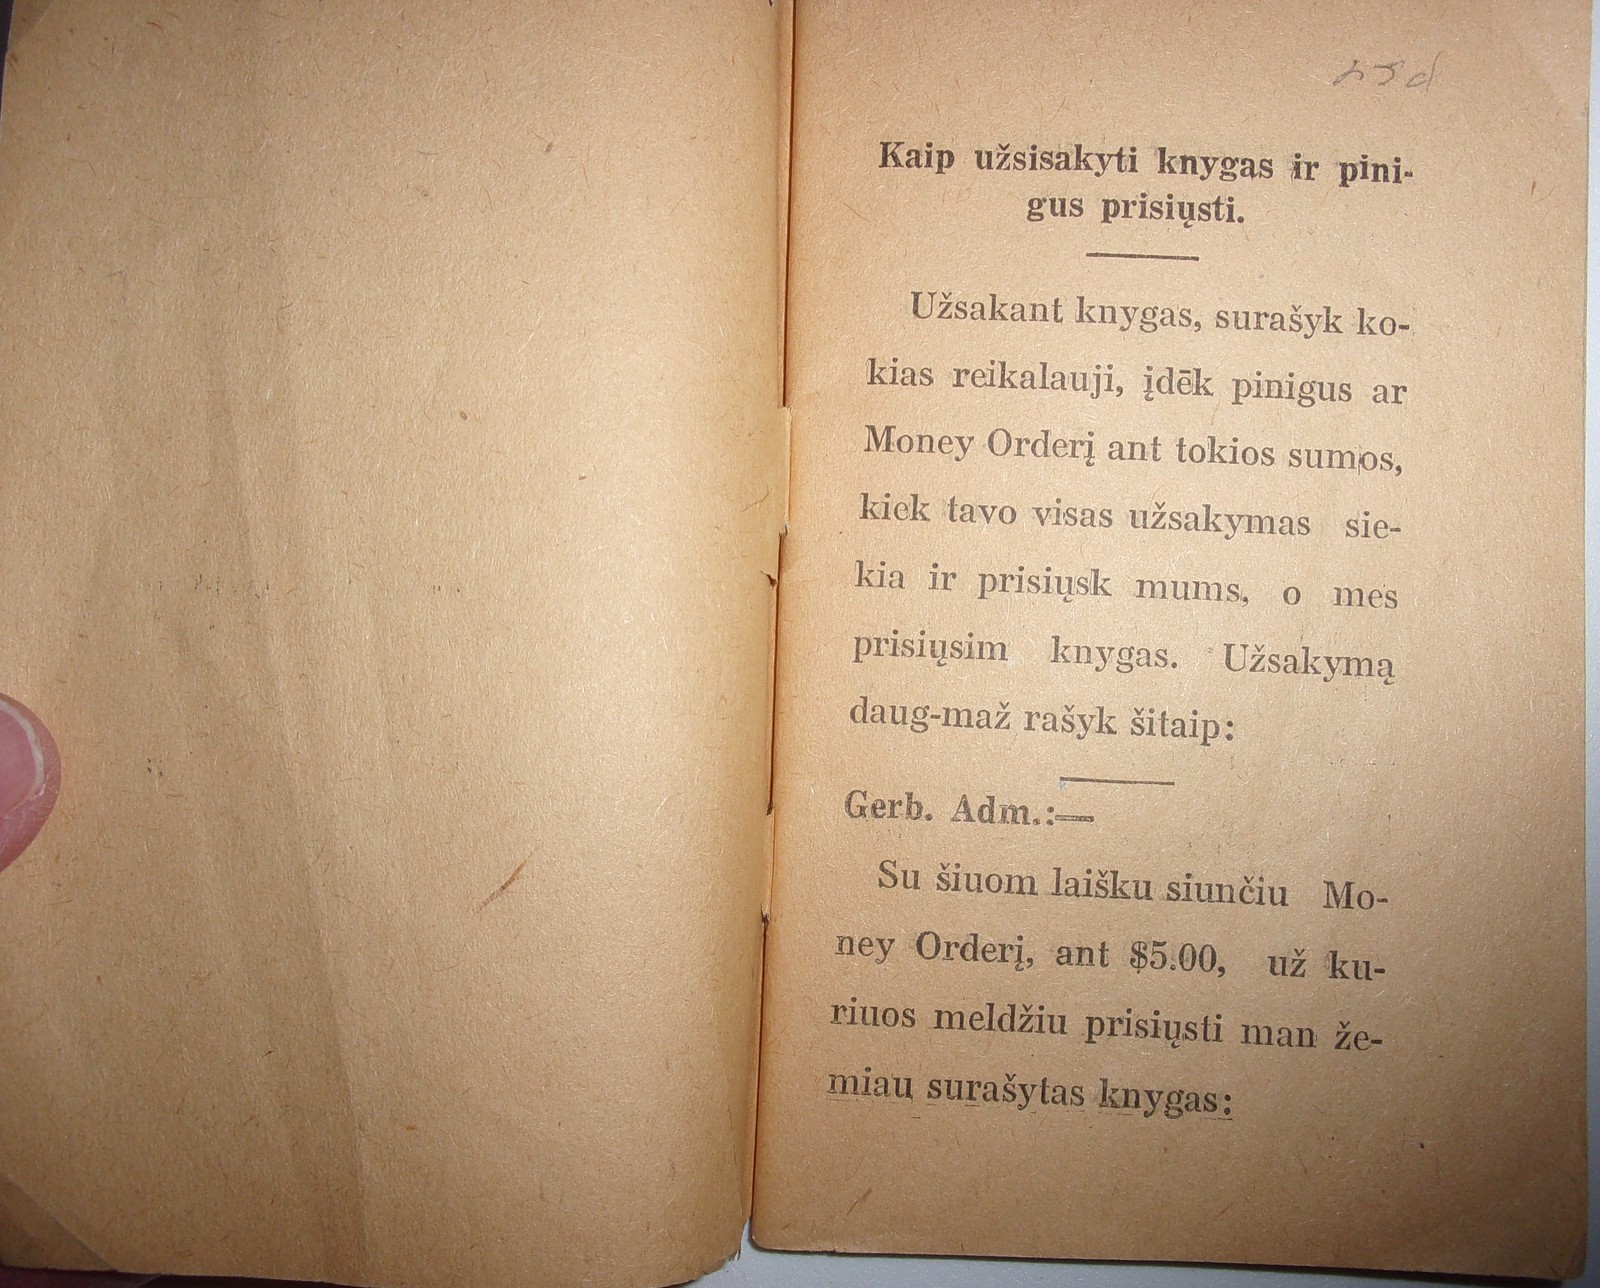 Kaip užsisakyti knygas ir pini-
gus prisiųsti.
Užsakant knygas, surašyk ko-
kias reikalauji, įdēk pinigus ar
Money Orderį ant tokios sumos,
kiek tavo visas užsakymas sie-
kia ir prisiųsk mums, o mes
prisiųsim knygas. Užsakymą
daug-maž rašyk šitaip:
Gerb. Adm.:—
Su šiuom laišku siunčiu Mo-
ney Orderį, ant $5.00, už ku-
riuos meldžiu prisiųsti man že-
miau surašytas knygas: